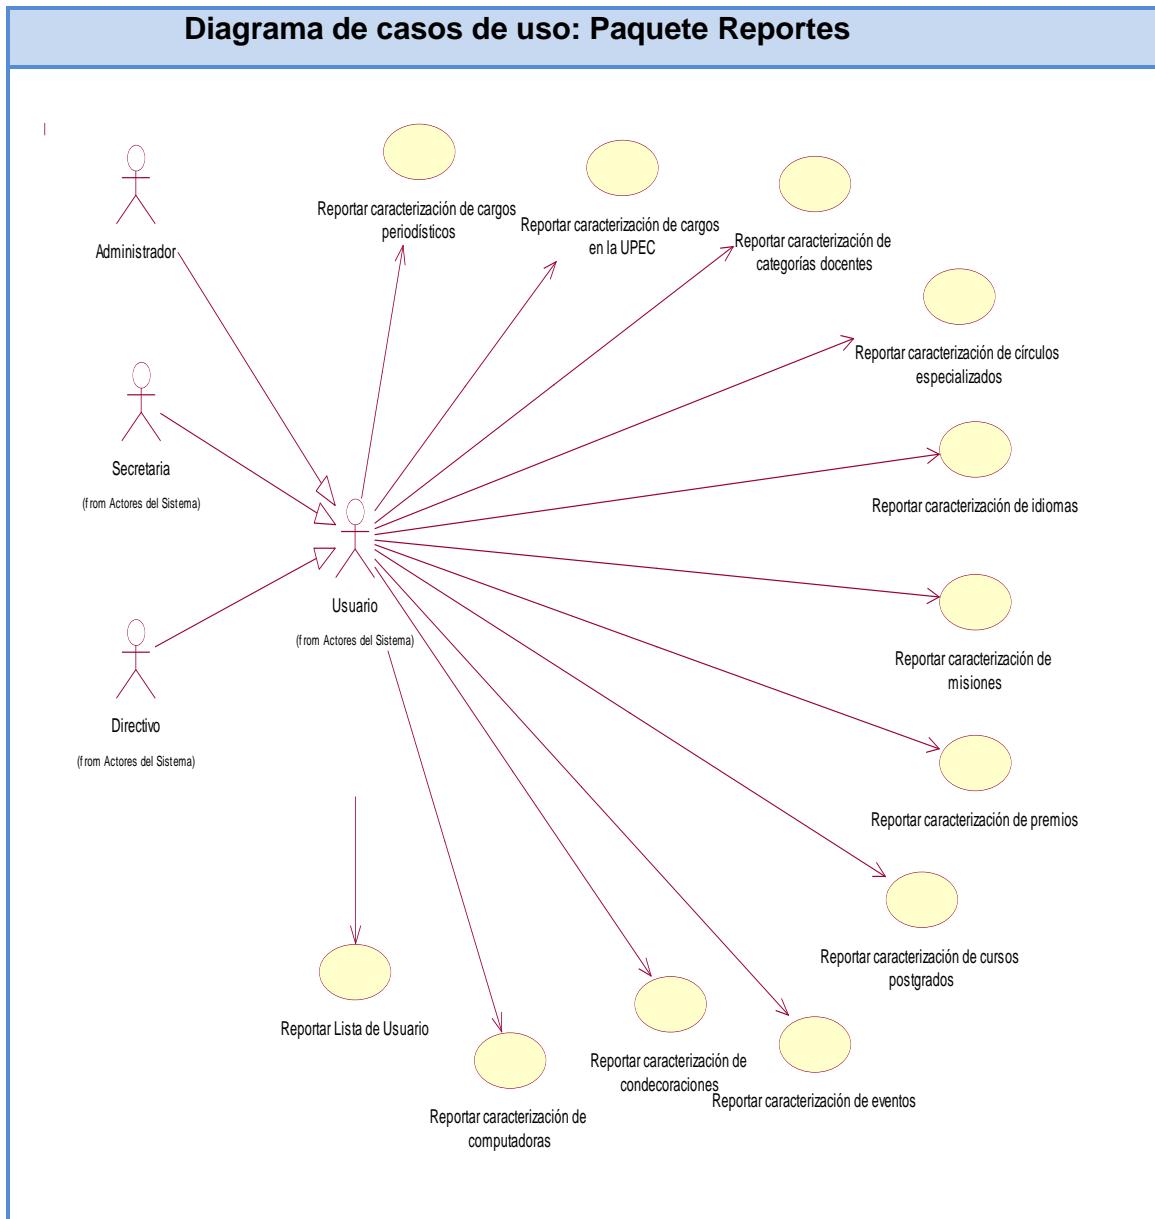 Diagrama de casos de uso: Paquete Reportes
Administrador
Reportar caracterización de cargos
periodísticos
Reportar caracterización de cargos
en la UPEC
Reportar caracterización de
categorías docentes
Reportar caracterización de círculos
especializados
Secretaria
(from Actores del Sistema)
Reportar caracterización de idiomas
Usuario
(from Actores del Sistema)
Reportar caracterización de
misiones
Directivo
(from Actores del Sistema)
Reportar caracterización de premios
Reportar caracterización de cursos
postgrados
Reportar Lista de Usuario
Reportar caracterización de
condecoraciones
Reportar caracterización de eventos
Reportar caracterización de
computadoras